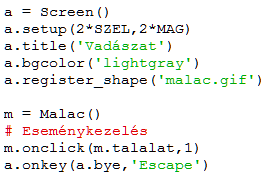 a = Screen()
a.setup(2*SZEL,2*MAG)
a.title('Vadászat')
a.bgcolor('lightgray')
a.register_shape('malac.gif')
m = Malac()
# Eseménykezelés
m.onclick(m.talalat,1)
a.onkey(a.bye,'Escape')